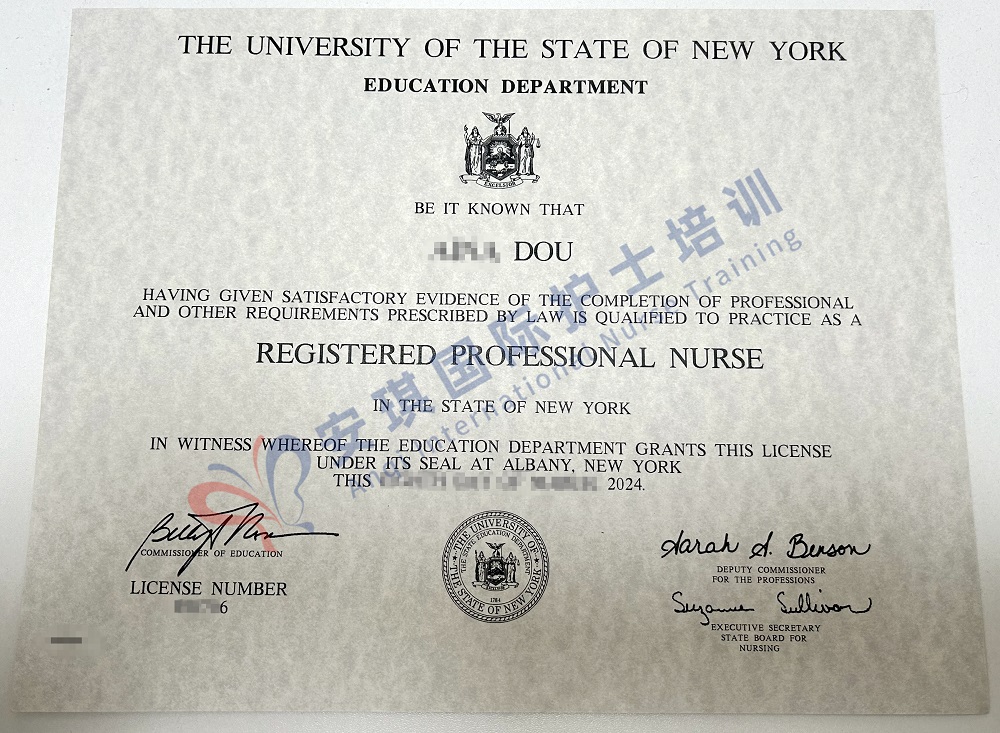 THE UNIVERSITY OF THE STATE OF NEW YORK
EDUCATION DEPARTMENT
EXCELSIOR
BE IT KNOWN THAT
DOU
HAVING GIVEN SATISFACTORY EVIDENCE OF THE COMPLETION OF PROFESSIONAL
AND OTHER REQUIREMENTS PRESCRIBED BY LAW IS QUALIFIED TO PRACTICE AS A
REGISTERED PROFESSIONAL NURSE
IN THE STATE OF NEW YORK
IN WITNESS WHEREOF THE EDUCATION DEPARTMENT GRANTS THIS LICENSE
UNDER ITS SEAL AT ALBANY, NEW YORK
THIS 2024.
COMMISSIONER OF EDUCATION
LICENSE NUMBER
6
THE UNIVERSITY OF THE STATE OF NEW YORK
THE STATE EDUCATION DEPARTMENT
1784
Sarah S. Benson
DEPUTY COMMISSIONER
FOR THE PROFESSIONS
Suzanne Sullivan
EXECUTIVE SECRETARY
STATE BOARD FOR
NURSING
安琪国际护士培训
International Nurse Training